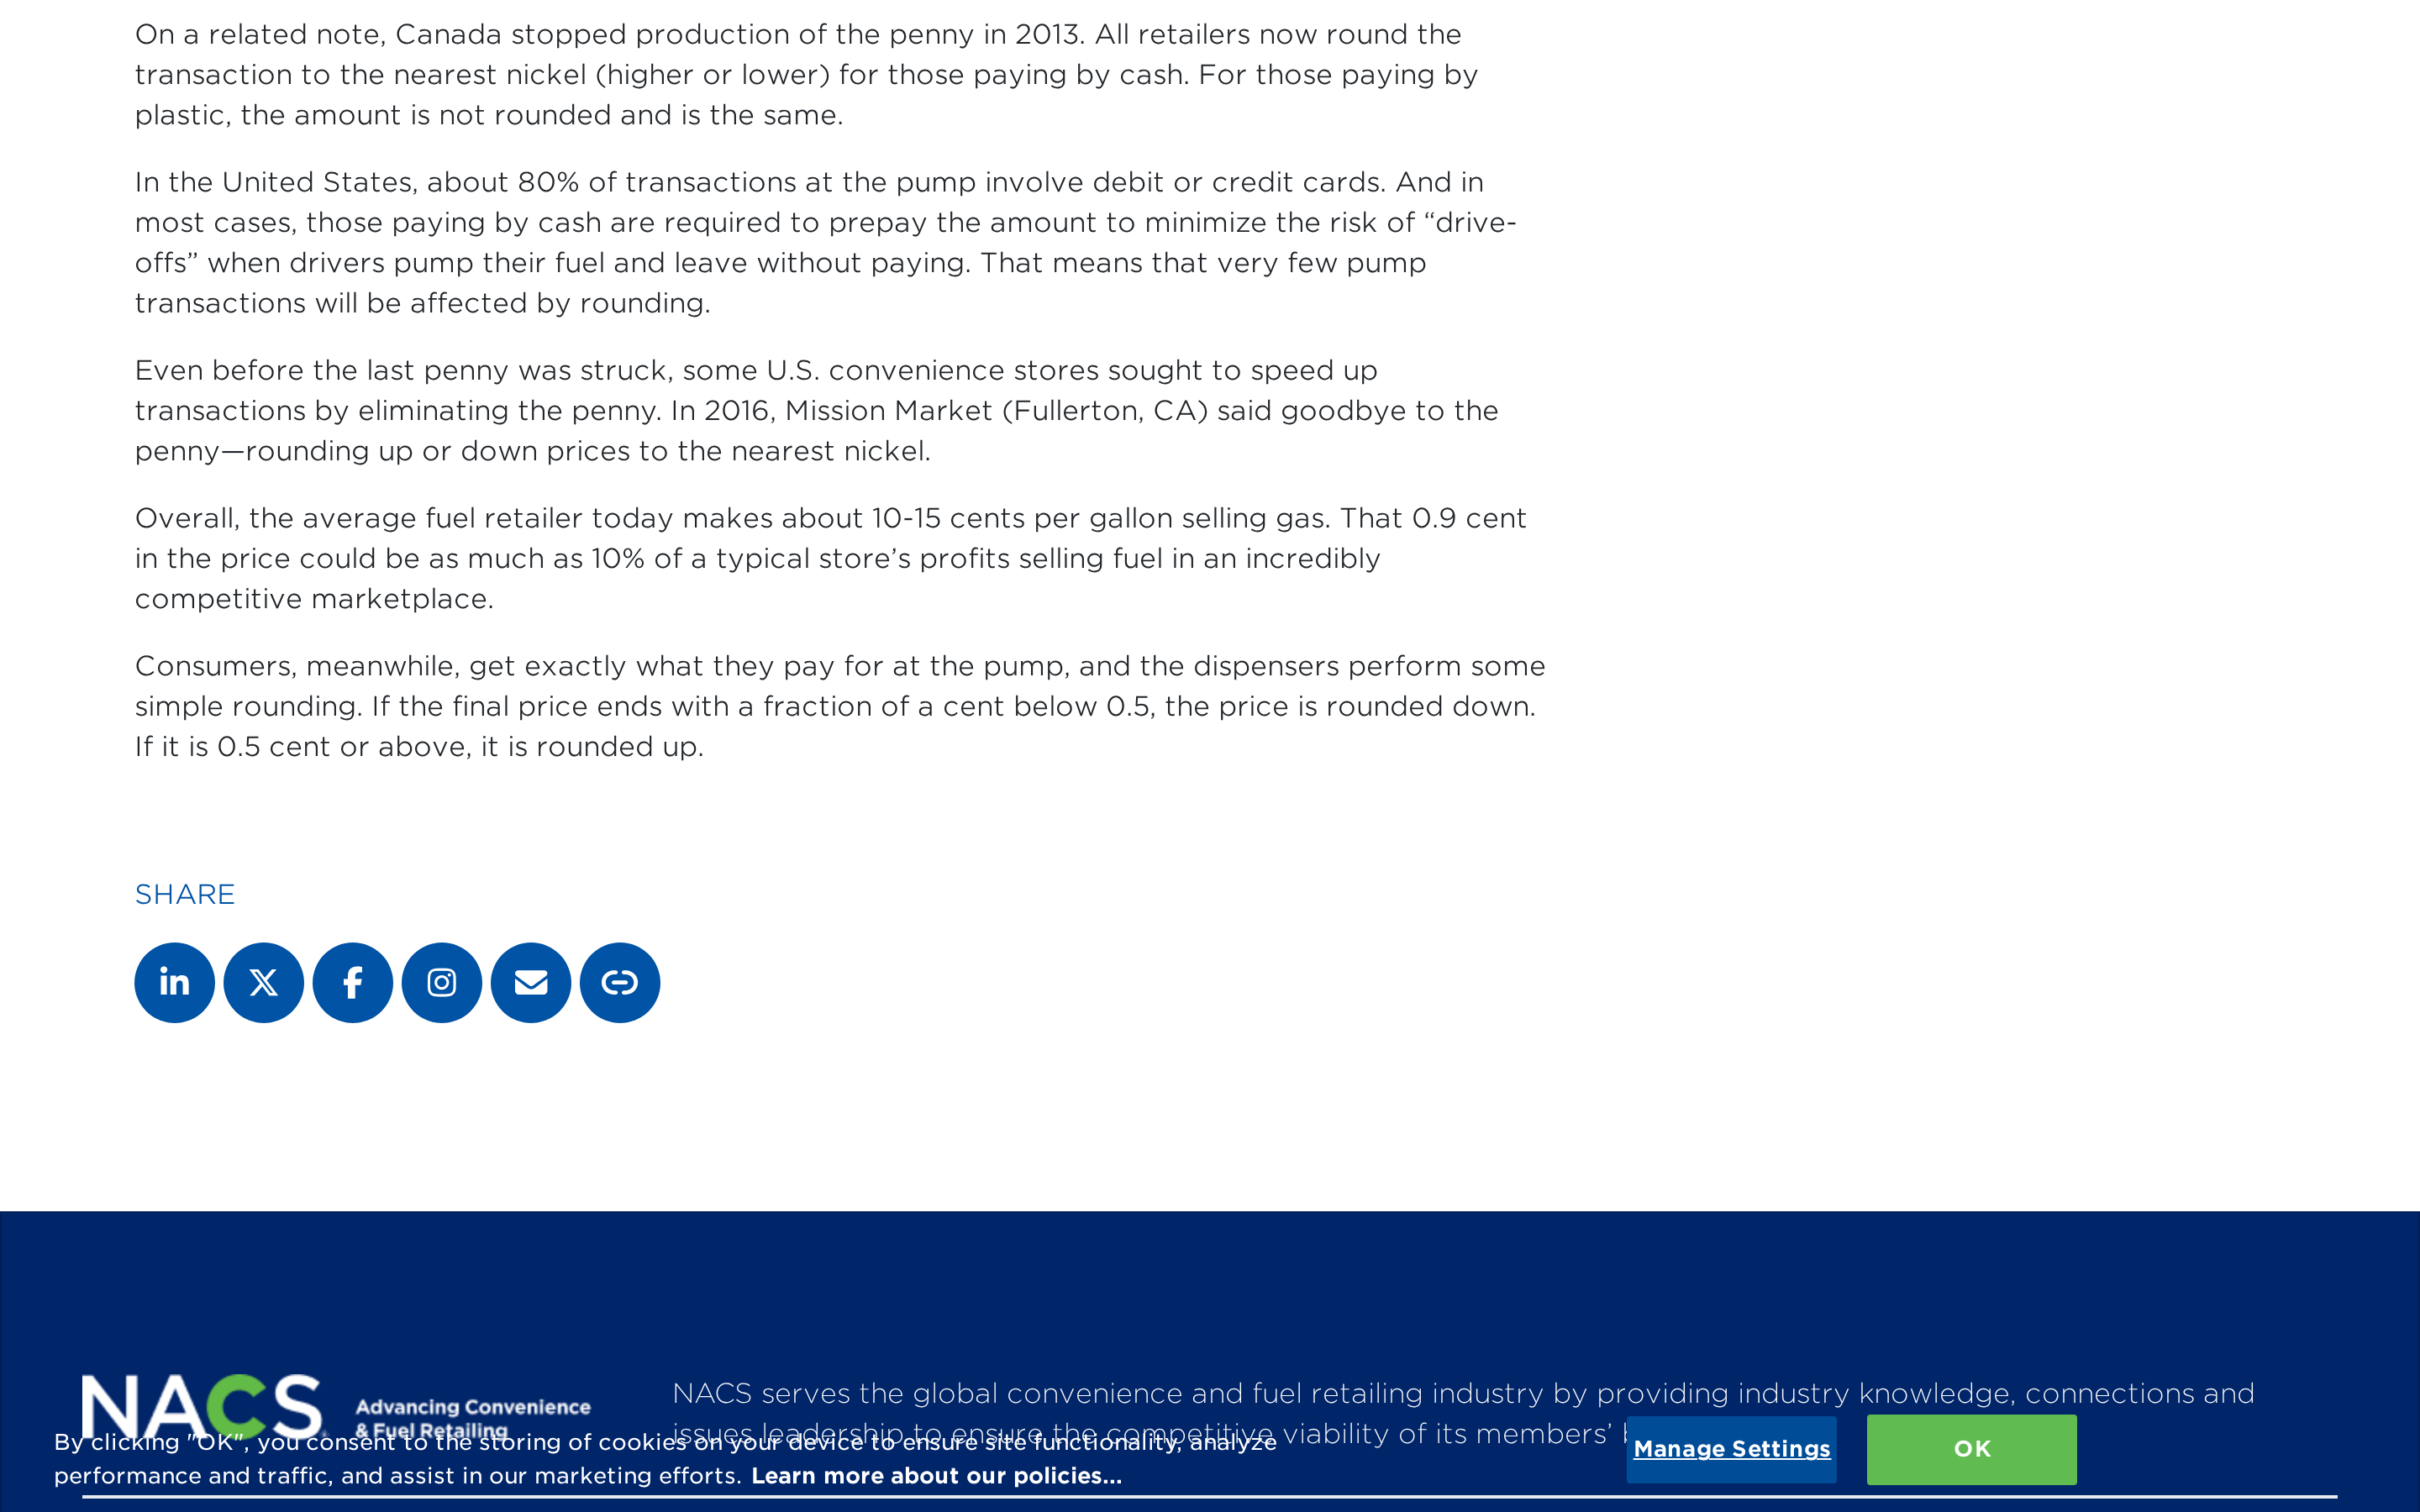 On a related note, Canada stopped production of the penny in 2013. All retailers now round the
transaction to the nearest nickel (higher or lower) for those paying by cash. For those paying by
plastic, the amount is not rounded and is the same.
In the United States, about 80% of transactions at the pump involve debit or credit cards. And in
most cases, those paying by cash are required to prepay the amount to minimize the risk of “drive-
offs” when drivers pump their fuel and leave without paying. That means that very few pump
transactions will be affected by rounding.
Even before the last penny was struck, some U.S. convenience stores sought to speed up
transactions by eliminating the penny. In 2016, Mission Market (Fullerton, CA) said goodbye to the
penny—rounding up or down prices to the nearest nickel.
Overall, the average fuel retailer today makes about 10-15 cents per gallon selling gas. That 0.9 cent
in the price could be as much as 10% of a typical store’s profits selling fuel in an incredibly
competitive marketplace.
Consumers, meanwhile, get exactly what they pay for at the pump, and the dispensers perform some
simple rounding. If the final price ends with a fraction of a cent below 0.5, the price is rounded down.
If it is 0.5 cent or above, it is rounded up.
SHARE
NACS
Advancing Convenience
& Fuel Retailing
NACS serves the global convenience and fuel retailing industry by providing industry knowledge, connections and
issues leadership to ensure the competitive viability of its members’
By clicking "OK", you consent to the storing of cookies on your device to ensure site functionality, analyze
performance and traffic, and assist in our marketing efforts. Learn more about our policies...
Manage Settings
OK